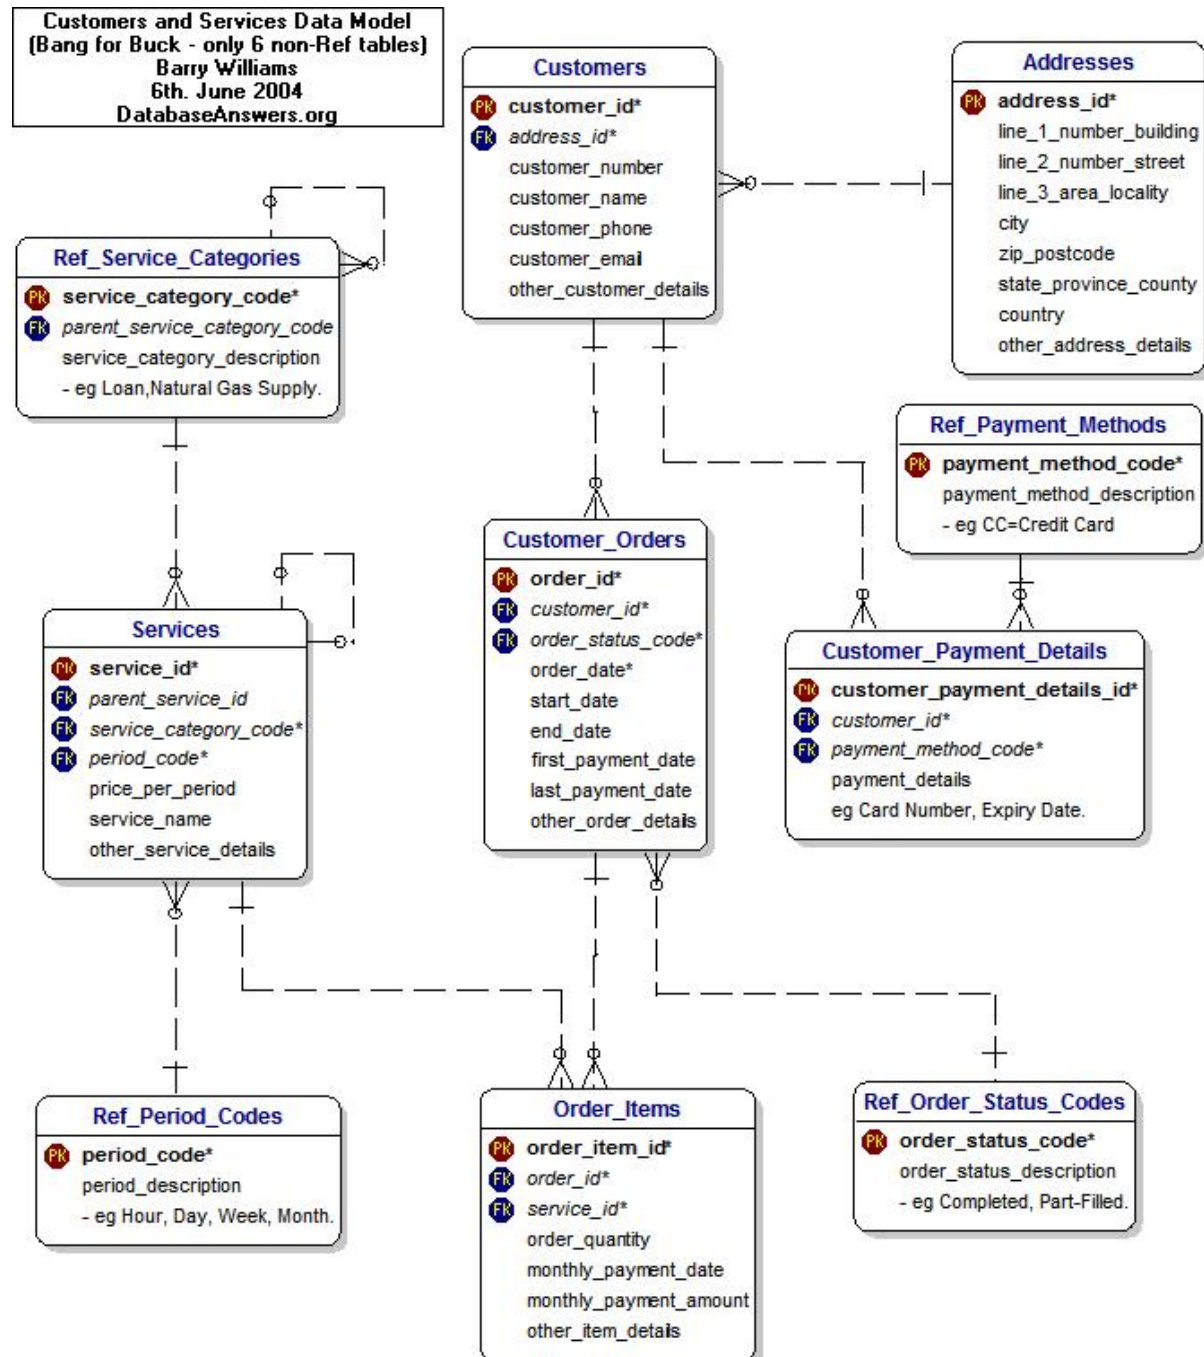 Customers and Services Data Model
(Bang for Buck - only 6 non-Ref tables)
Barry Williams
6th. June 2004
DatabaseAnswers.org
Customers
PK customer_id*
FK address_id*
customer_number
customer_name
customer_phone
customer_email
other_customer_details
Addresses
PK address_id*
line_1_number_building
line_2_number_street
line_3_area_locality
city
zip_postcode
state_province_county
country
other_address_details
Ref_Service_Categories
PK service_category_code*
FK parent_service_category_code
service_category_description
- eg Loan,Natural Gas Supply.
Ref_Payment_Methods
PK payment_method_code*
payment_method_description
- eg CC=Credit Card
Customer_Orders
PK order_id*
FK customer_id*
FK order_status_code*
order_date*
start_date
end_date
first_payment_date
last_payment_date
other_order_details
Services
PK service_id*
FK parent_service_id
FK service_category_code*
FK period_code*
price_per_period
service_name
other_service_details
Customer_Payment_Details
PK customer_payment_details_id*
FK customer_id*
FK payment_method_code*
payment_details
eg Card Number, Expiry Date.
Ref_Period_Codes
PK period_code*
period_description
- eg Hour, Day, Week, Month.
Order_Items
PK order_item_id*
FK order_id*
FK service_id*
order_quantity
monthly_payment_date
monthly_payment_amount
other_item_details
Ref_Order_Status_Codes
PK order_status_code*
order_status_description
- eg Completed, Part-Filled.